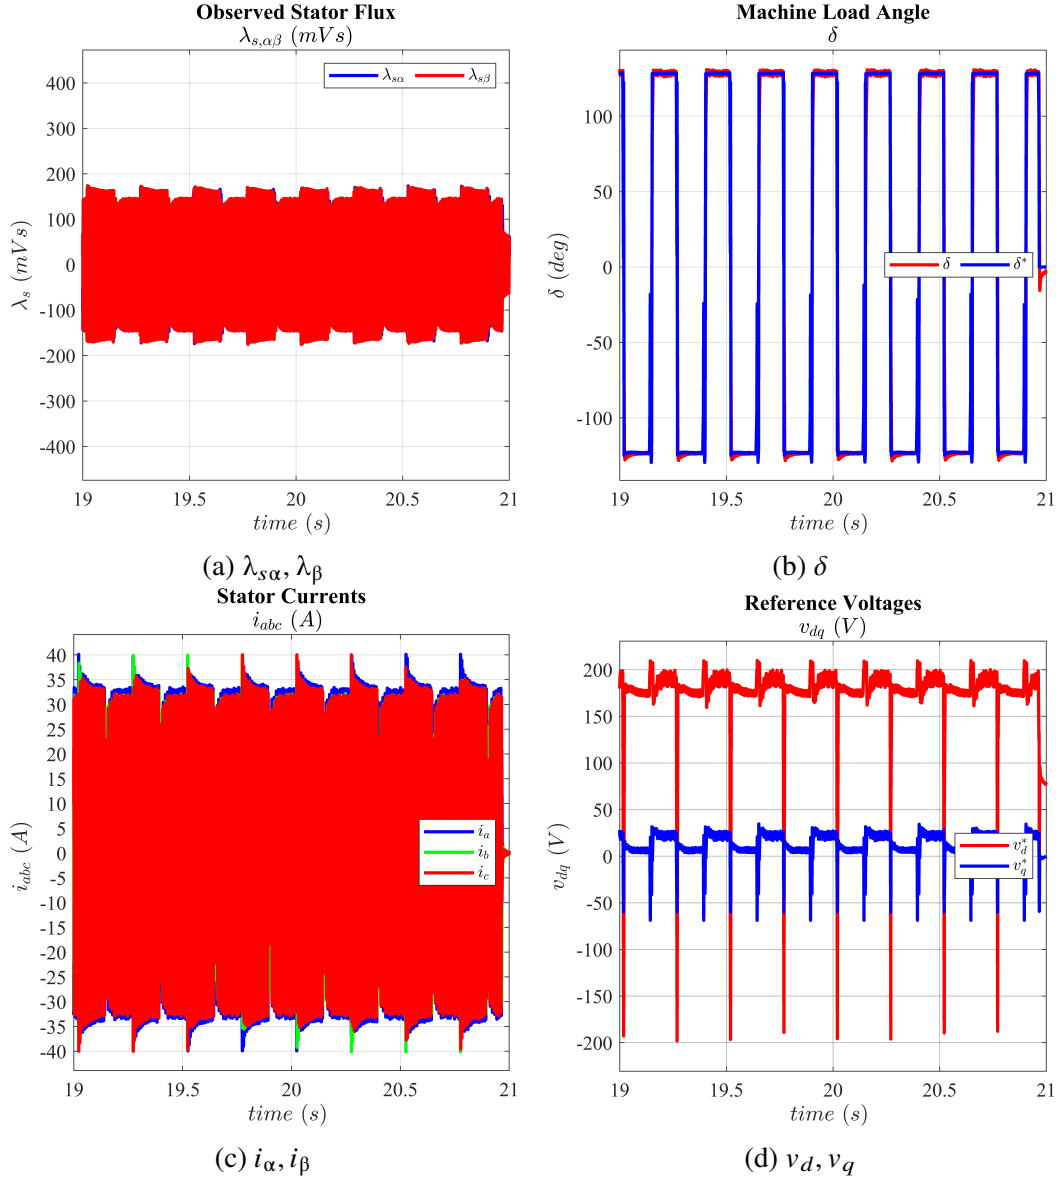 Observed Stator Flux
λs,αβ (mVs)
400
300
200
100
0
-100
-200
-300
-400
λs (mVs)
λsα
λsβ
19
19.5
20
20.5
21
time (s)
(a) λsα, λβ
Machine Load Angle
δ
100
50
0
-50
-100
δ (deg)
δ
δ*
19
19.5
20
20.5
21
time (s)
(b) δ
Stator Currents
iabc (A)
40
35
30
25
20
15
10
5
0
-5
-10
-15
-20
-25
-30
-35
-40
iabc (A)
ia
ib
ic
19
19.5
20
20.5
21
time (s)
(c) iα, iβ
Reference Voltages
vdq (V)
200
150
100
50
0
-50
-100
-150
-200
vdq (V)
v*d
v*q
19
19.5
20
20.5
21
time (s)
(d) vd, vq